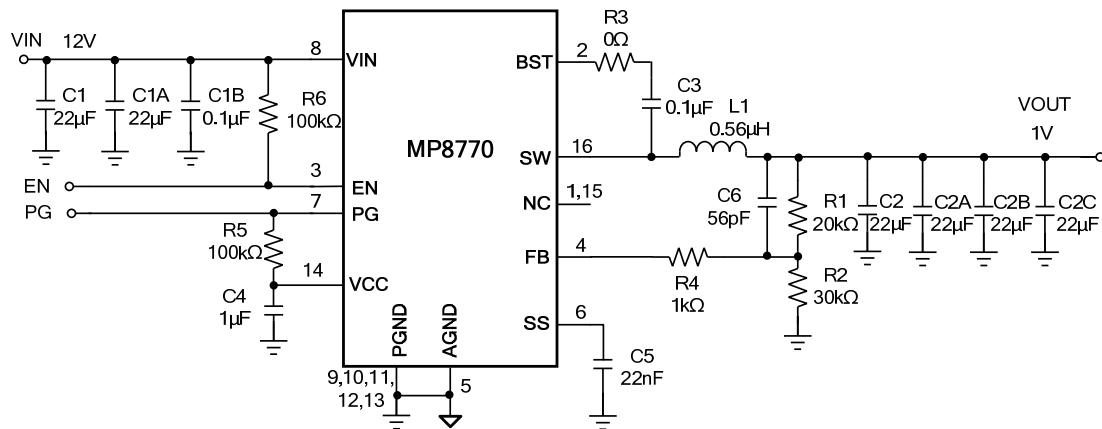 VIN 12V
C1
22μF
C1A
22μF
C1B
0.1μF
R6
100kΩ
8
VIN
EN
3
EN
PG
7
PG
R5
100kΩ
14
VCC
C4
1μF
MP8770
PGND
AGND
9,10,11,
12,13
5
BST
2
R3
0Ω
C3
0.1μF
L1
0.56μH
SW
16
NC
1,15
C6
56pF
R1
20kΩ
FB
4
R4
1kΩ
R2
30kΩ
SS
6
C5
22nF
C2
22μF
C2A
22μF
C2B
22μF
C2C
22μF
VOUT
1V